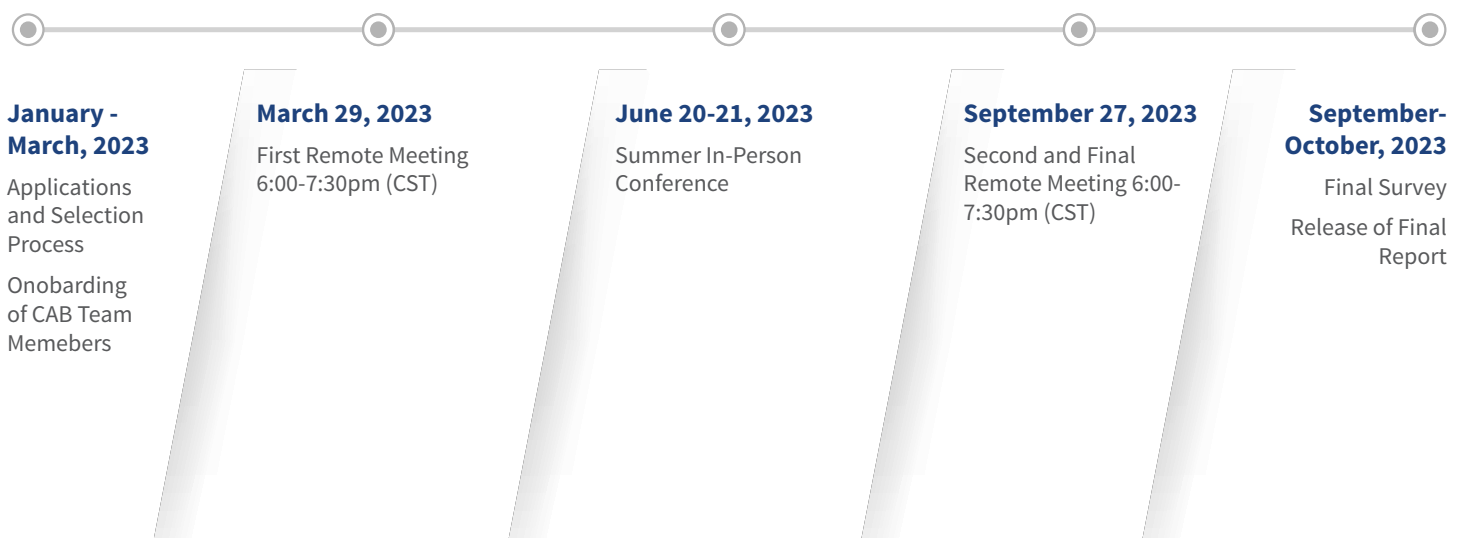 January -
March, 2023
Applications
and Selection
Process
Onobarding
of CAB Team
Memebers
March 29, 2023
First Remote Meeting
6:00-7:30pm (CST)
June 20-21, 2023
Summer In-Person
Conference
September 27, 2023
Second and Final
Remote Meeting 6:00-
7:30pm (CST)
September-
October, 2023
Final Survey
Release of Final
Report